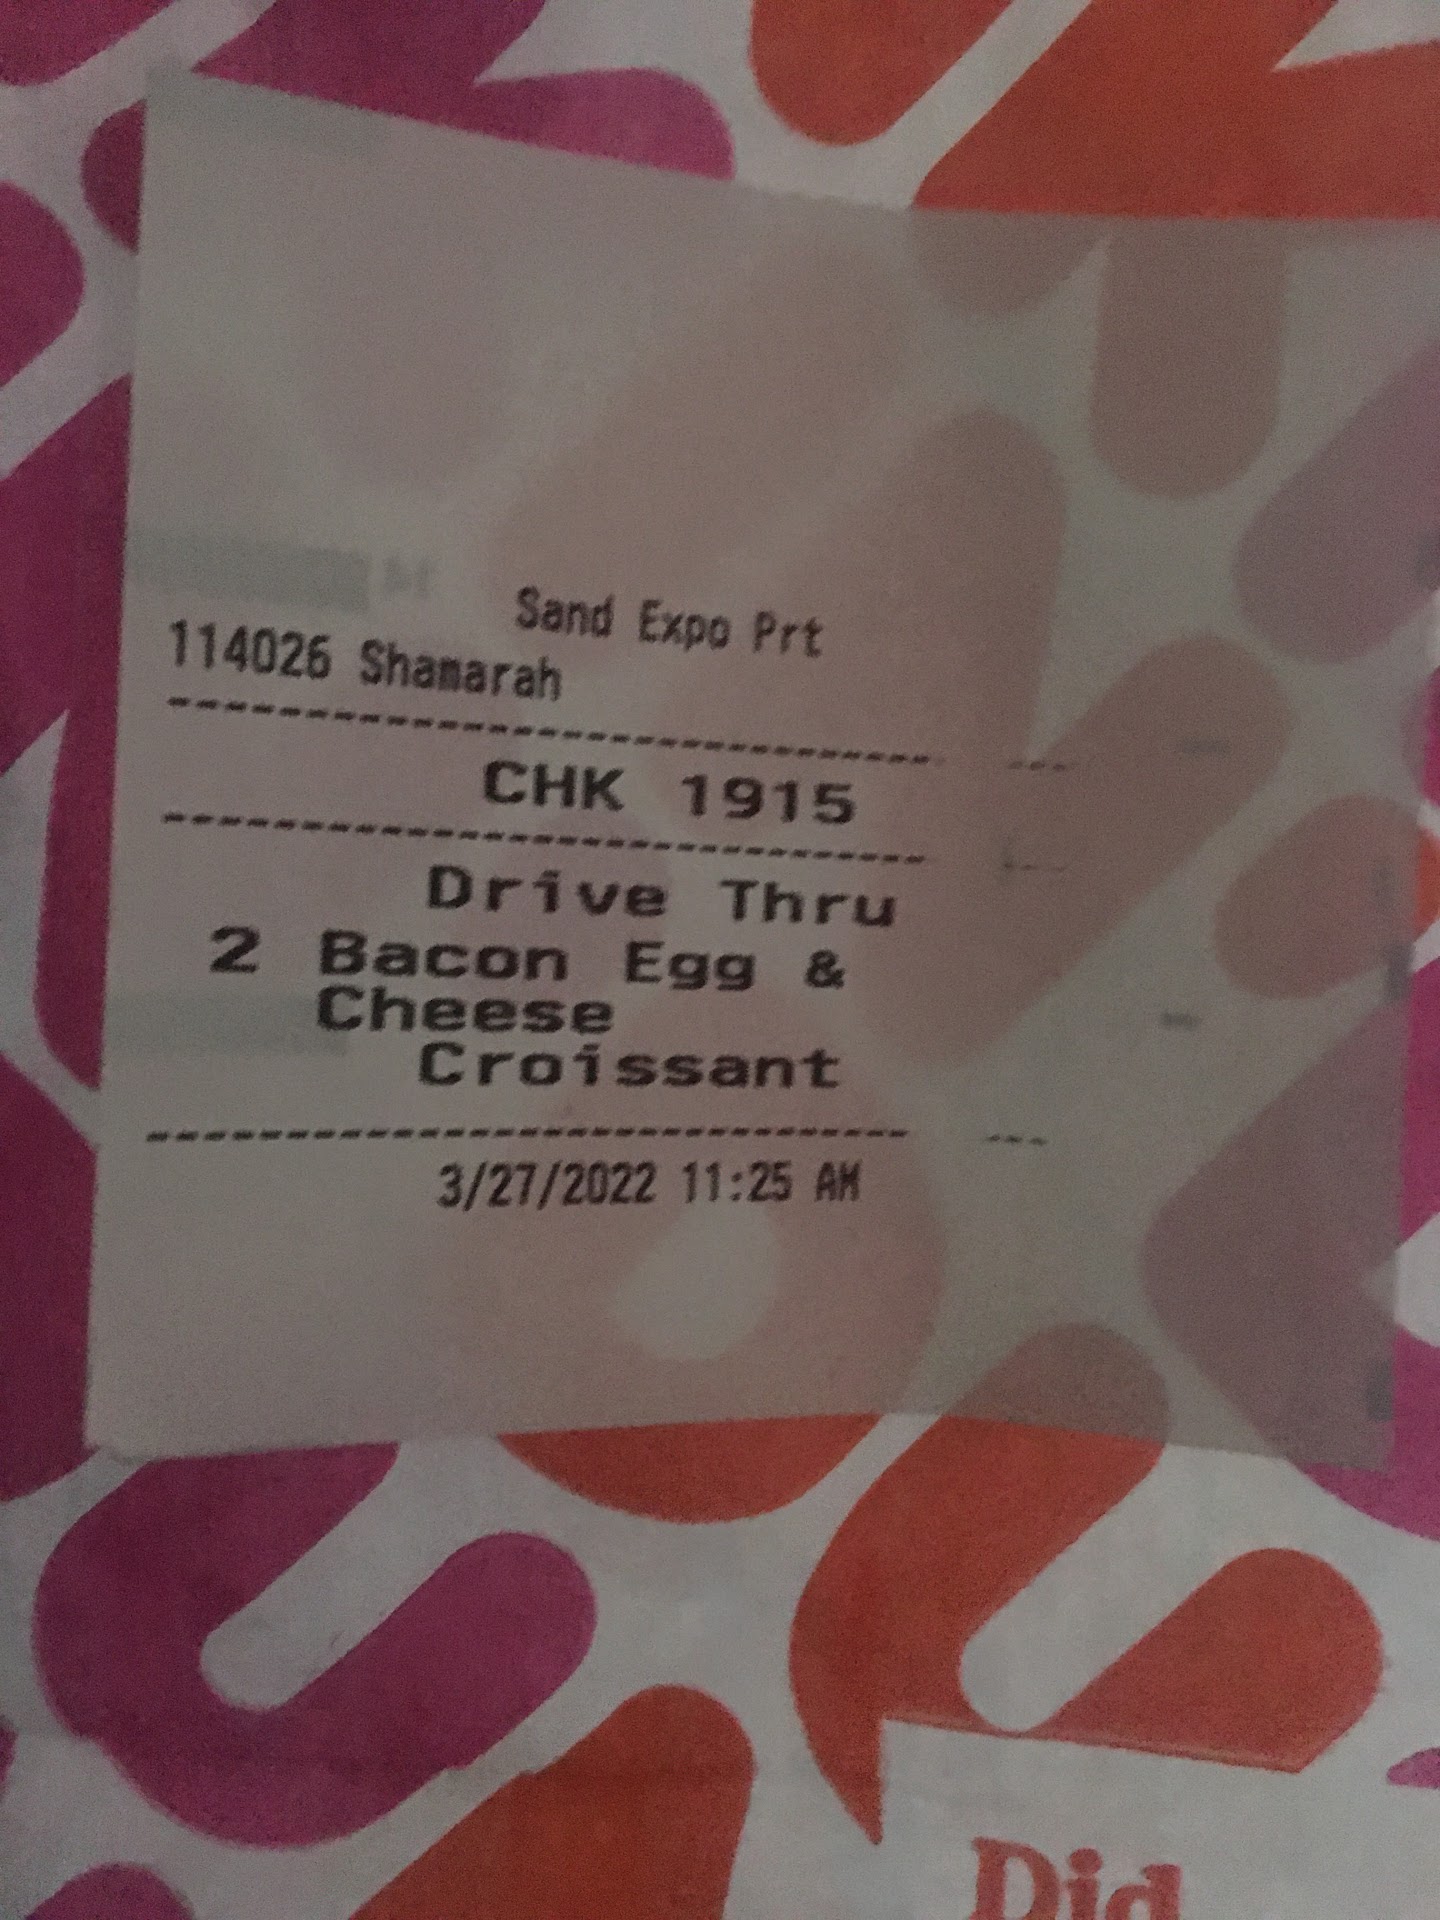 Sand Expo Prt
114026 Shamarah
--------------------------------
CHK 1915
--------------------------------
Drive Thru
2 Bacon Egg &
Cheese
Croissant
--------------------------------
3/27/2022 11:25 AM
Did